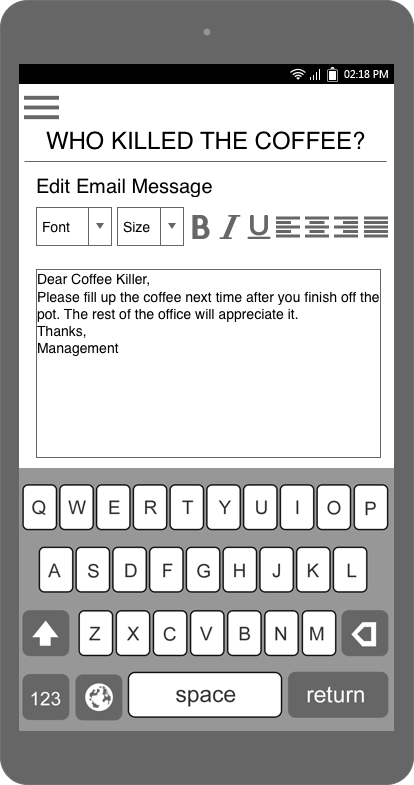 02:18 PM
WHO KILLED THE COFFEE?
Edit Email Message
Font Size B I U
Dear Coffee Killer,
Please fill up the coffee next time after you finish off the
pot. The rest of the office will appreciate it.
Thanks,
Management
Q W E R T Y U I O P
A S D F G H J K L
Z X C V B N M
123 space return